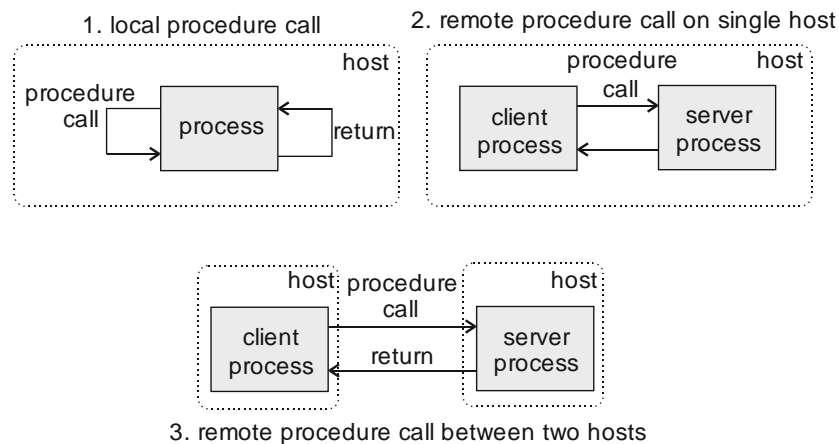 1. local procedure call
host
procedure
call
process
return
2. remote procedure call on single host
host
procedure
call
client
process
server
process
host
procedure
call
host
client
process
return
server
process
3. remote procedure call between two hosts